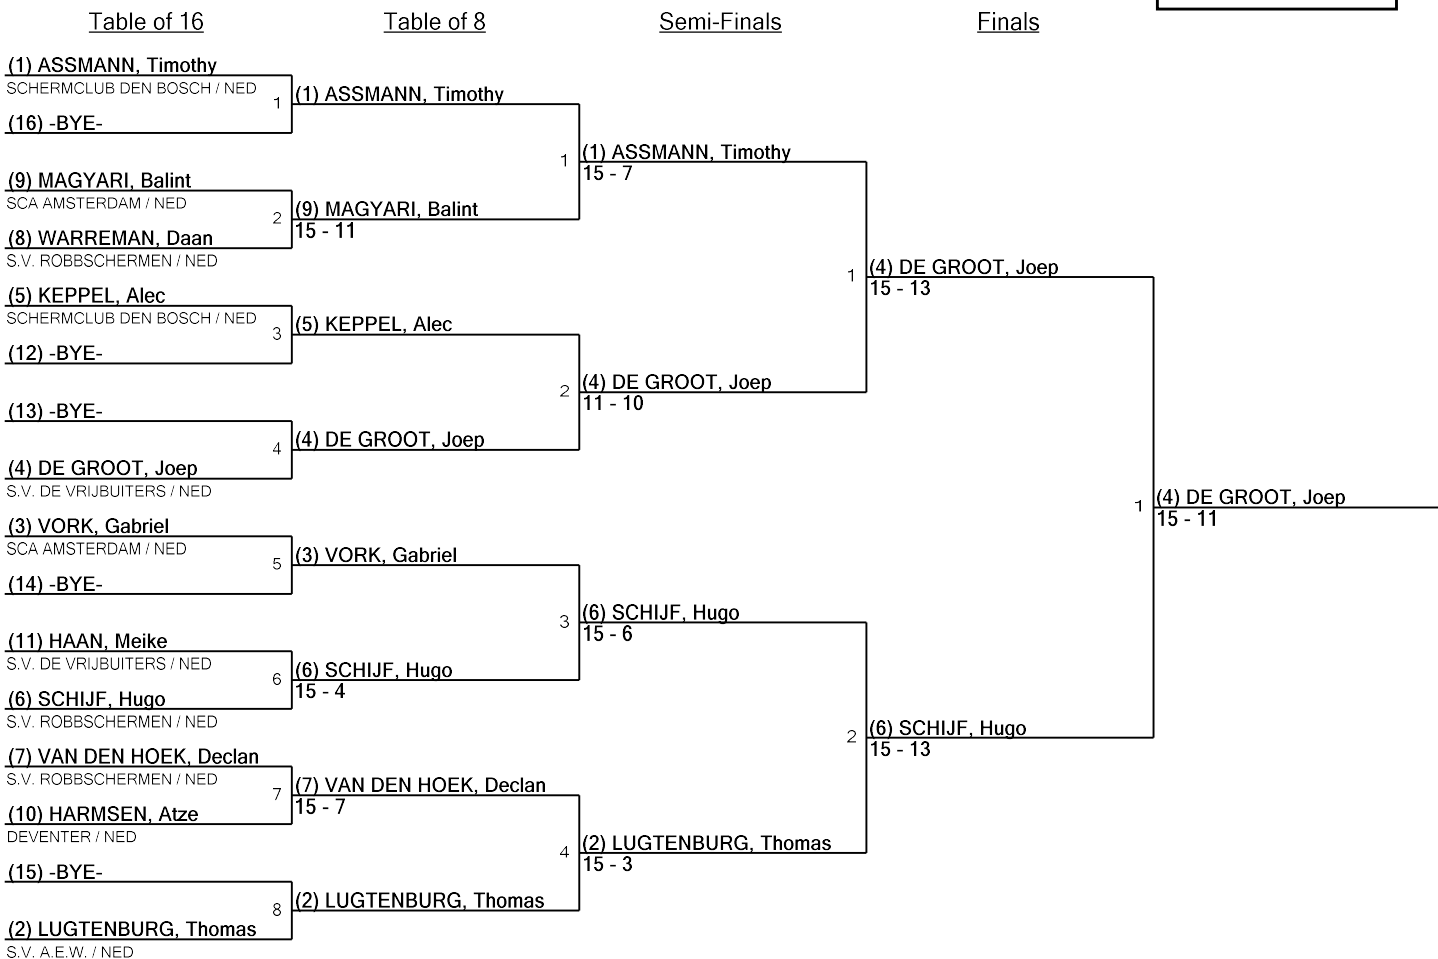 Table of 16
Table of 8
Semi-Finals
Finals
(1) ASSMANN, Timothy
SCHERMCLUB DEN BOSCH / NED
1
(16) -BYE-
(9) MAGYARI, Balint
SCA AMSTERDAM / NED
2
(8) WARREMAN, Daan
S.V. ROBBSCHERMEN / NED
(5) KEPPEL, Alec
SCHERMCLUB DEN BOSCH / NED
3
(12) -BYE-
(13) -BYE-
4
(4) DE GROOT, Joep
S.V. DE VRIJBUITERS / NED
(3) VORK, Gabriel
SCA AMSTERDAM / NED
5
(14) -BYE-
(11) HAAN, Meike
S.V. DE VRIJBUITERS / NED
6
(6) SCHIJF, Hugo
S.V. ROBBSCHERMEN / NED
(7) VAN DEN HOEK, Declan
S.V. ROBBSCHERMEN / NED
7
(10) HARMSEN, Atze
DEVENTER / NED
(15) -BYE-
8
(2) LUGTENBURG, Thomas
S.V. A.E.W. / NED
(1) ASSMANN, Timothy
1
(9) MAGYARI, Balint
15 - 11
(5) KEPPEL, Alec
2
(4) DE GROOT, Joep
(3) VORK, Gabriel
3
(6) SCHIJF, Hugo
15 - 4
(7) VAN DEN HOEK, Declan
15 - 7
4
(2) LUGTENBURG, Thomas
(1) ASSMANN, Timothy
15 - 7
1
(4) DE GROOT, Joep
11 - 10
(6) SCHIJF, Hugo
15 - 6
2
(2) LUGTENBURG, Thomas
15 - 3
(4) DE GROOT, Joep
15 - 13
1
(6) SCHIJF, Hugo
15 - 13
(4) DE GROOT, Joep
15 - 11